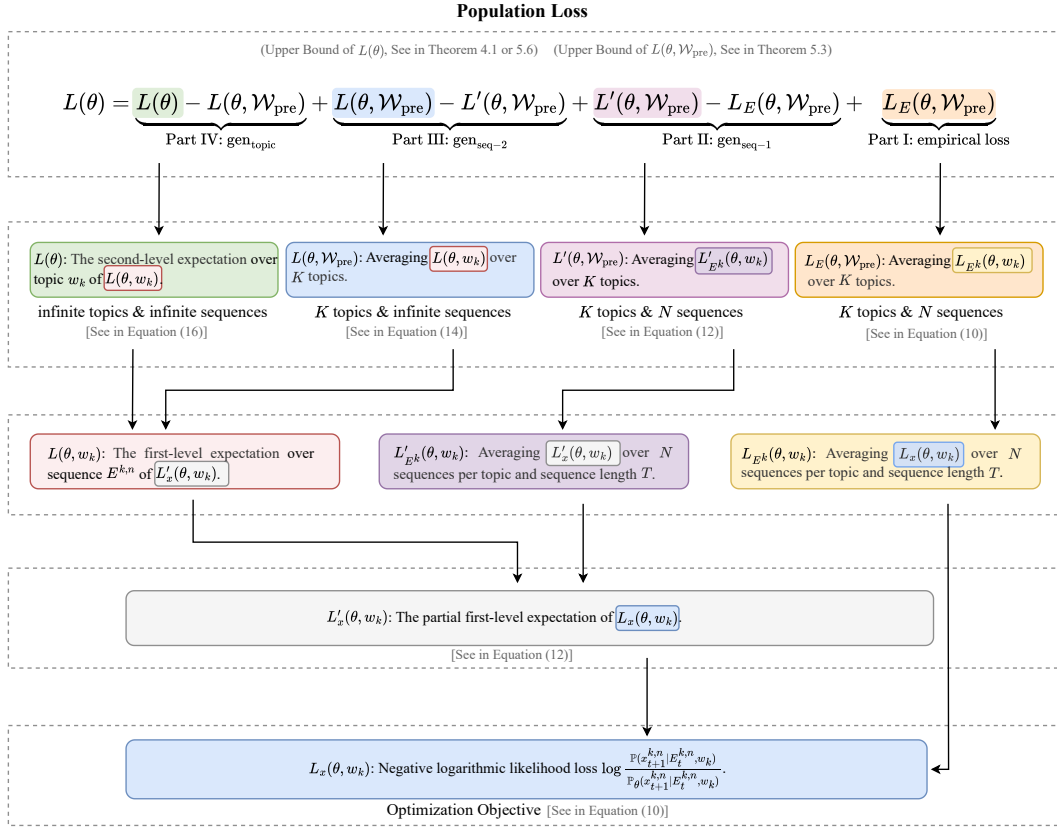 Population Loss
(Upper Bound of L(θ), See in Theorem 4.1 or 5.6) (Upper Bound of L(θ, 𝒲_pre), See in Theorem 5.3)
L(θ) = L(θ) − L(θ, 𝒲_pre) + L(θ, 𝒲_pre) − L′(θ, 𝒲_pre) + L′(θ, 𝒲_pre) − L_E(θ, 𝒲_pre) + L_E(θ, 𝒲_pre)
Part IV: gen_topic Part III: gen_seq−2 Part II: gen_seq−1 Part I: empirical loss
L(θ): The second-level expectation over
topic w_k of L(θ, w_k).
infinite topics & infinite sequences
[See in Equation (16)]
L(θ, 𝒲_pre): Averaging L(θ, w_k) over
K topics.
K topics & infinite sequences
[See in Equation (14)]
L′(θ, 𝒲_pre): Averaging L′_{E^k}(θ, w_k)
over K topics.
K topics & N sequences
[See in Equation (12)]
L_E(θ, 𝒲_pre): Averaging L_{E^k}(θ, w_k)
over K topics.
K topics & N sequences
[See in Equation (10)]
L(θ, w_k): The first-level expectation over
sequence E^{k,n} of L′_x(θ, w_k).
L′_{E^k}(θ, w_k): Averaging L′_x(θ, w_k) over N
sequences per topic and sequence length T.
L_{E^k}(θ, w_k): Averaging L_x(θ, w_k) over N
sequences per topic and sequence length T.
L′_x(θ, w_k): The partial first-level expectation of L_x(θ, w_k).
[See in Equation (12)]
L_x(θ, w_k): Negative logarithmic likelihood loss log ℙ(x_{t+1}^{k,n}|E_t^{k,n}, w_k) / ℙ_θ(x_{t+1}^{k,n}|E_t^{k,n}, w_k).
Optimization Objective [See in Equation (10)]